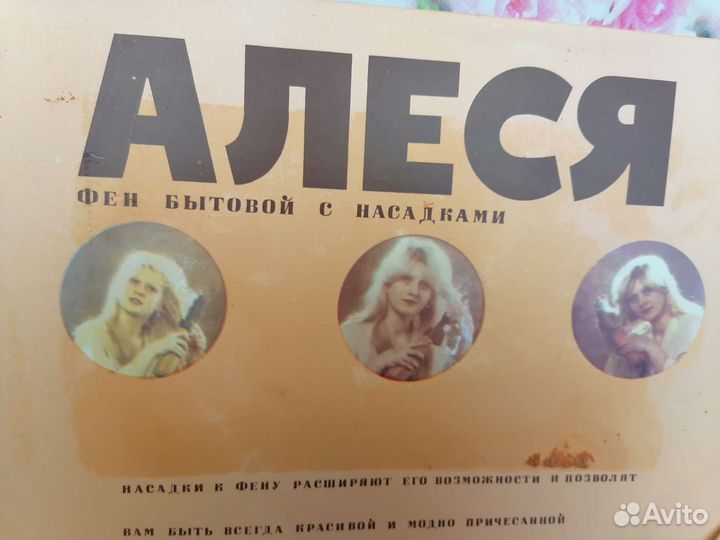 АЛЕСЯ
ФЕН БЫТОВОЙ С НАСАДКАМИ
НАСАДКИ К ФЕНУ РАСШИРЯЮТ ЕГО ВОЗМОЖНОСТИ И ПОЗВОЛЯТ
ВАМ БЫТЬ ВСЕГДА КРАСИВОЙ И МОДНО ПРИЧЕСАННОЙ
Avito